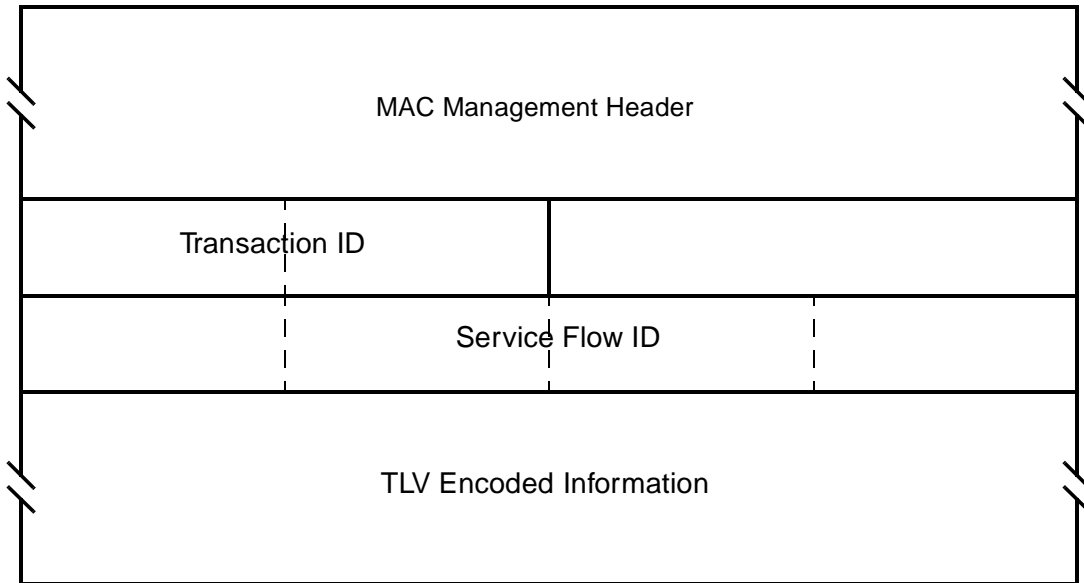 MAC Management Header
Transaction ID
Service Flow ID
TLV Encoded Information